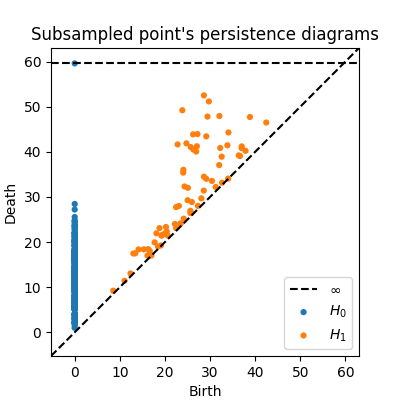 Subsampled point's persistence diagrams
60
50
40
30
20
10
0
Death
∞
H₀
H₁
0 10 20 30 40 50 60
Birth